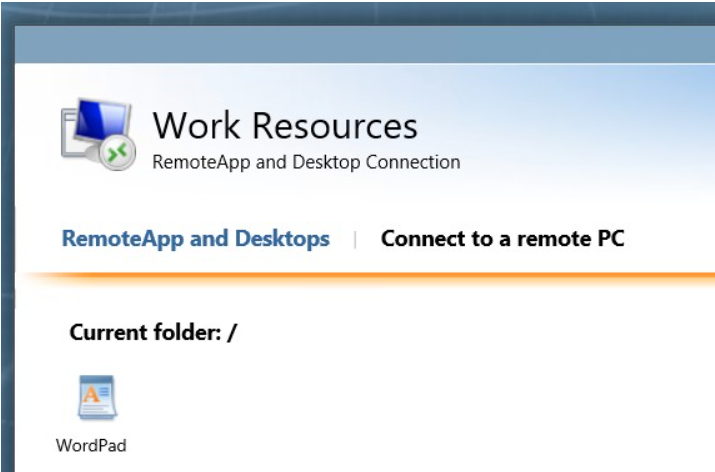 Work Resources
RemoteApp and Desktop Connection
RemoteApp and Desktops | Connect to a remote PC
Current folder: /
WordPad